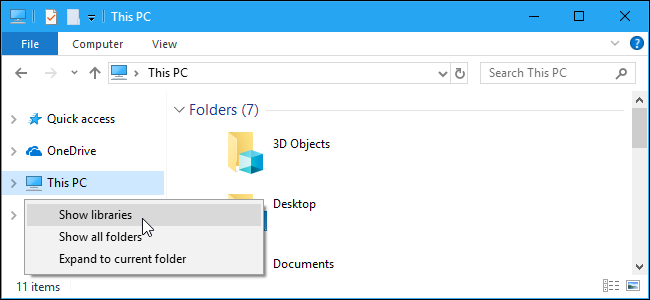 This PC
File Computer View
This PC
Search This PC
Quick access
OneDrive
This PC
Show libraries
Show all folders
Expand to current folder
Folders (7)
3D Objects
Desktop
Documents
11 items